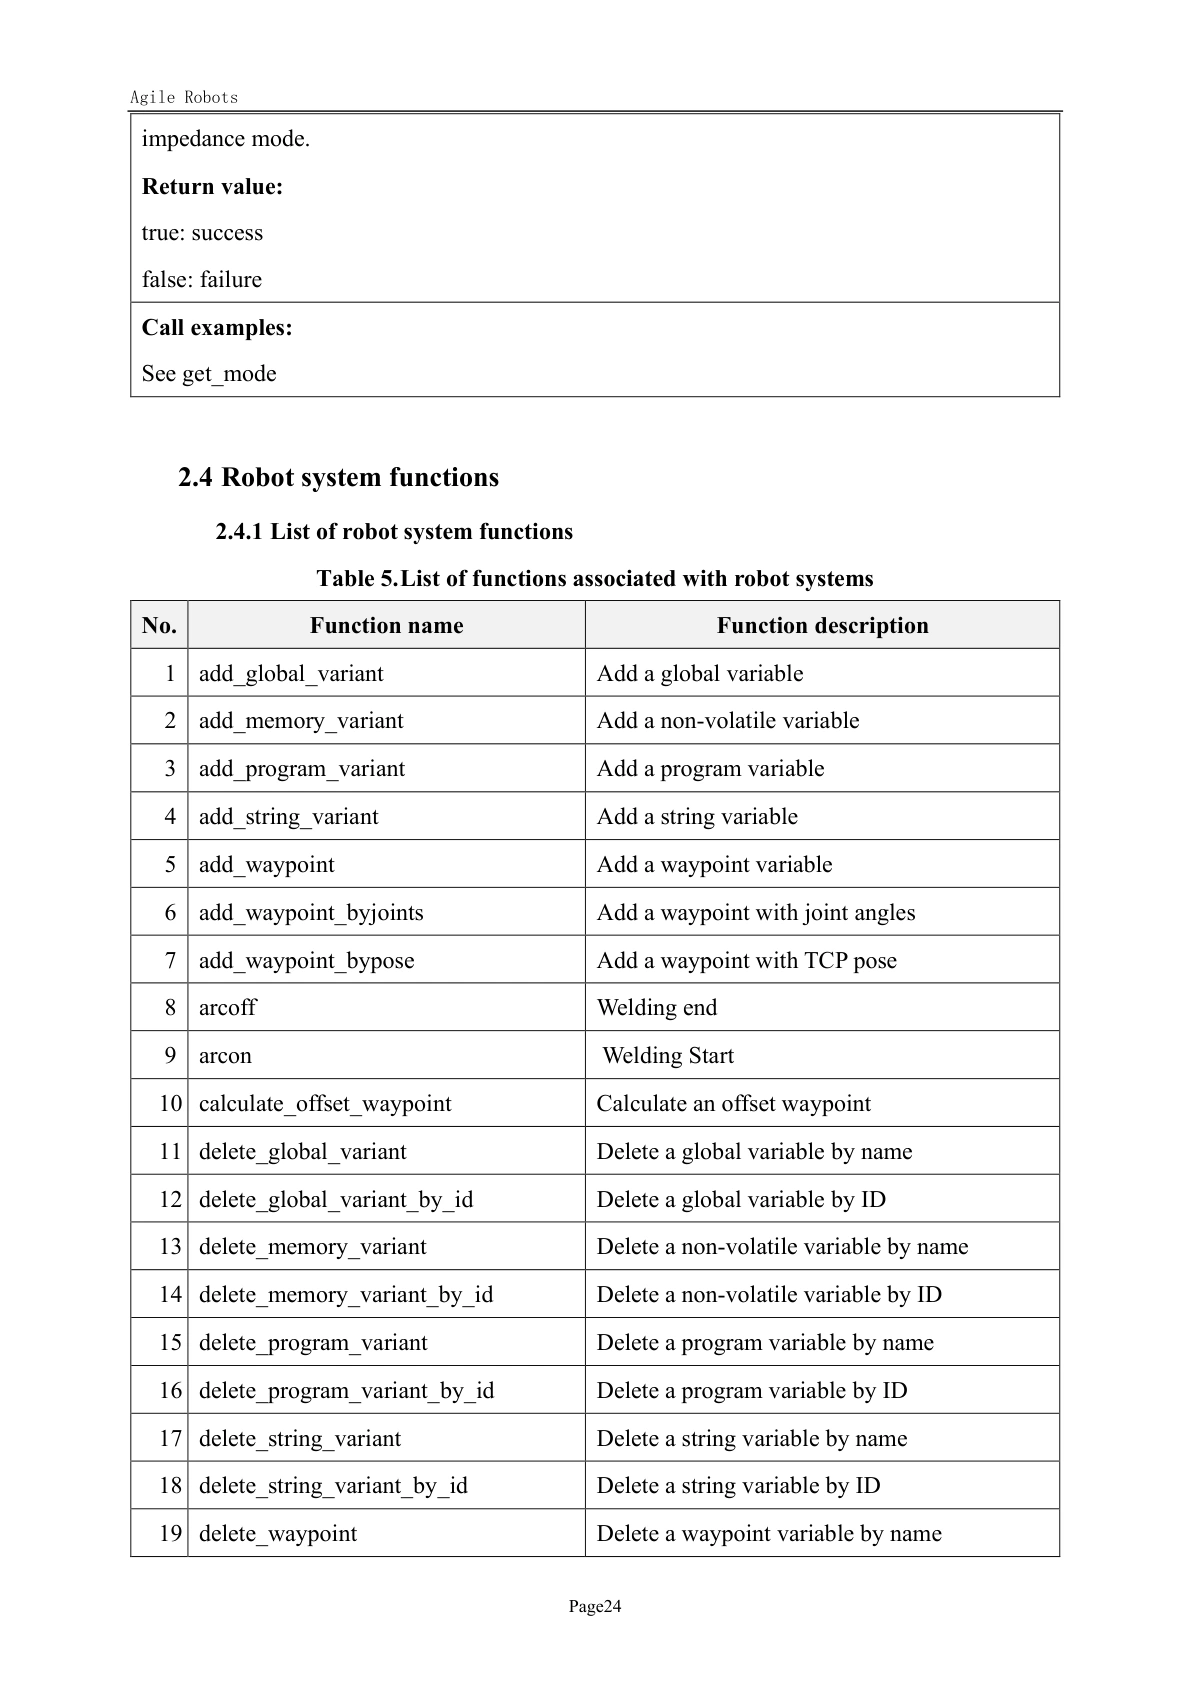 Agile Robots
impedance mode.
Return value:
true: success
false: failure
Call examples:
See get_mode
2.4 Robot system functions
2.4.1 List of robot system functions
Table 5.List of functions associated with robot systems
No. Function name Function description
1 add_global_variant Add a global variable
2 add_memory_variant Add a non-volatile variable
3 add_program_variant Add a program variable
4 add_string_variant Add a string variable
5 add_waypoint Add a waypoint variable
6 add_waypoint_byjoints Add a waypoint with joint angles
7 add_waypoint_bypose Add a waypoint with TCP pose
8 arcoff Welding end
9 arcon Welding Start
10 calculate_offset_waypoint Calculate an offset waypoint
11 delete_global_variant Delete a global variable by name
12 delete_global_variant_by_id Delete a global variable by ID
13 delete_memory_variant Delete a non-volatile variable by name
14 delete_memory_variant_by_id Delete a non-volatile variable by ID
15 delete_program_variant Delete a program variable by name
16 delete_program_variant_by_id Delete a program variable by ID
17 delete_string_variant Delete a string variable by name
18 delete_string_variant_by_id Delete a string variable by ID
19 delete_waypoint Delete a waypoint variable by name
Page24